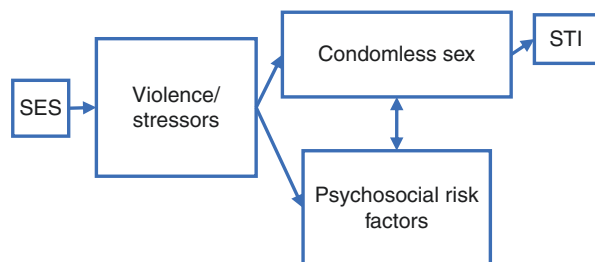 SES
Violence/
stressors
Condomless sex
STI
Psychosocial risk
factors